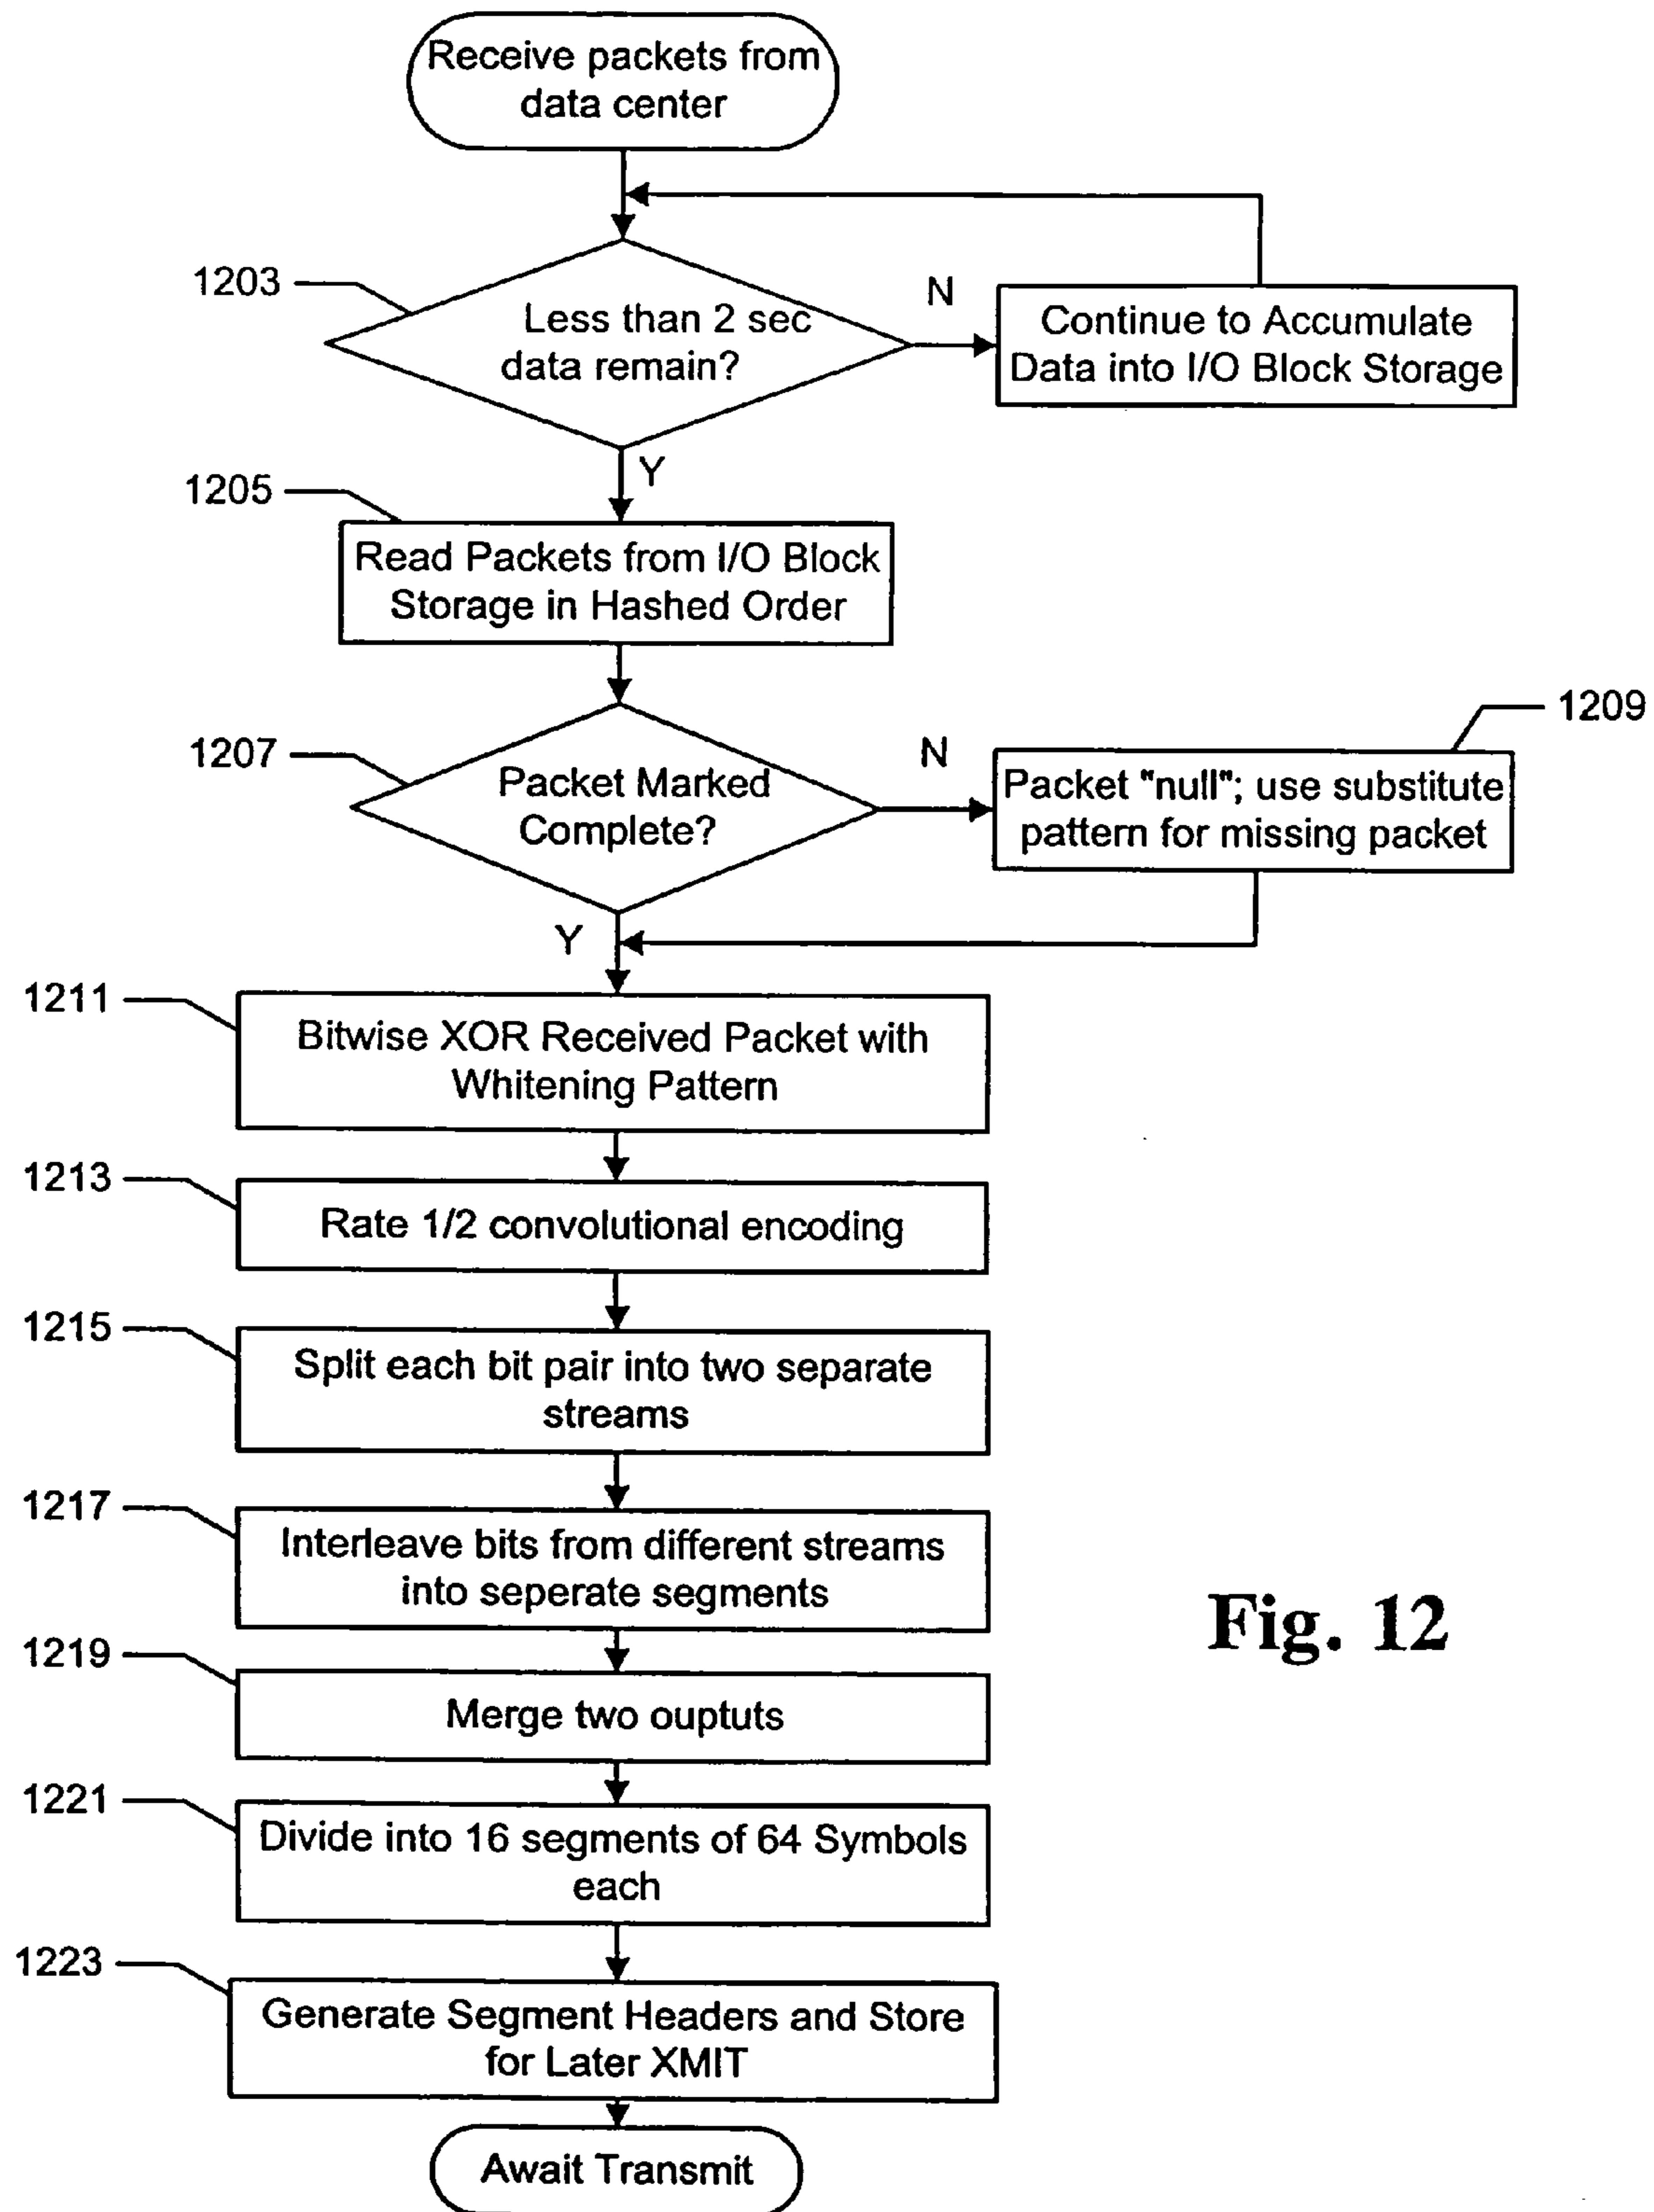 Receive packets from
data center
1203
Less than 2 sec
data remain?
N
Continue to Accumulate
Data into I/O Block Storage
Y
1205
Read Packets from I/O Block
Storage in Hashed Order
1207
Packet Marked
Complete?
N
1209
Packet "null"; use substitute
pattern for missing packet
Y
1211
Bitwise XOR Received Packet with
Whitening Pattern
1213
Rate 1/2 convolutional encoding
1215
Split each bit pair into two separate
streams
1217
Interleave bits from different streams
into seperate segments
Fig. 12
1219
Merge two ouptuts
1221
Divide into 16 segments of 64 Symbols
each
1223
Generate Segment Headers and Store
for Later XMIT
Await Transmit